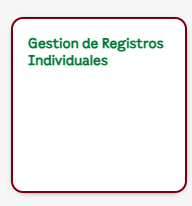 Gestion de Registros
Individuales